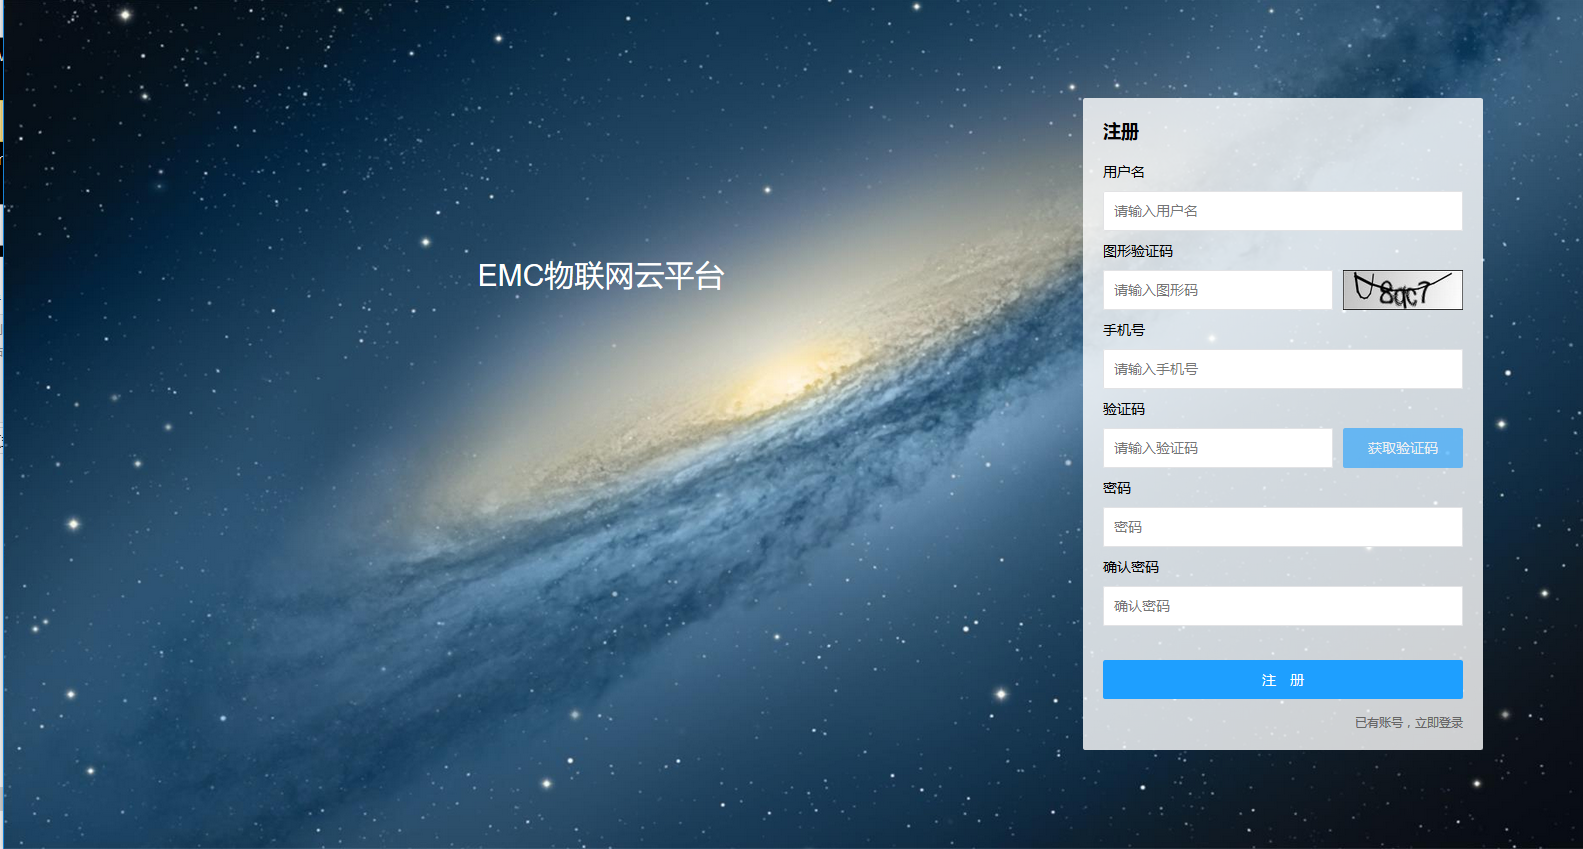 EMC物联网云平台
注册
用户名
请输入用户名
图形验证码
请输入图形码
8qc7
手机号
请输入手机号
验证码
请输入验证码
获取验证码
密码
密码
确认密码
确认密码
注 册
已有账号，立即登录